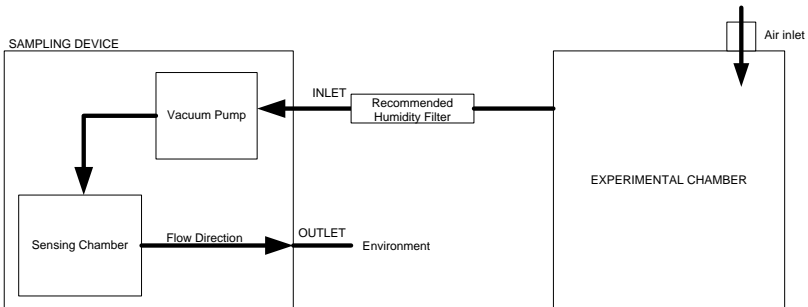 Air inlet
SAMPLING DEVICE
INLET
Recommended
Humidity Filter
Vacuum Pump
EXPERIMENTAL CHAMBER
OUTLET
Flow Direction
Sensing Chamber
Environment